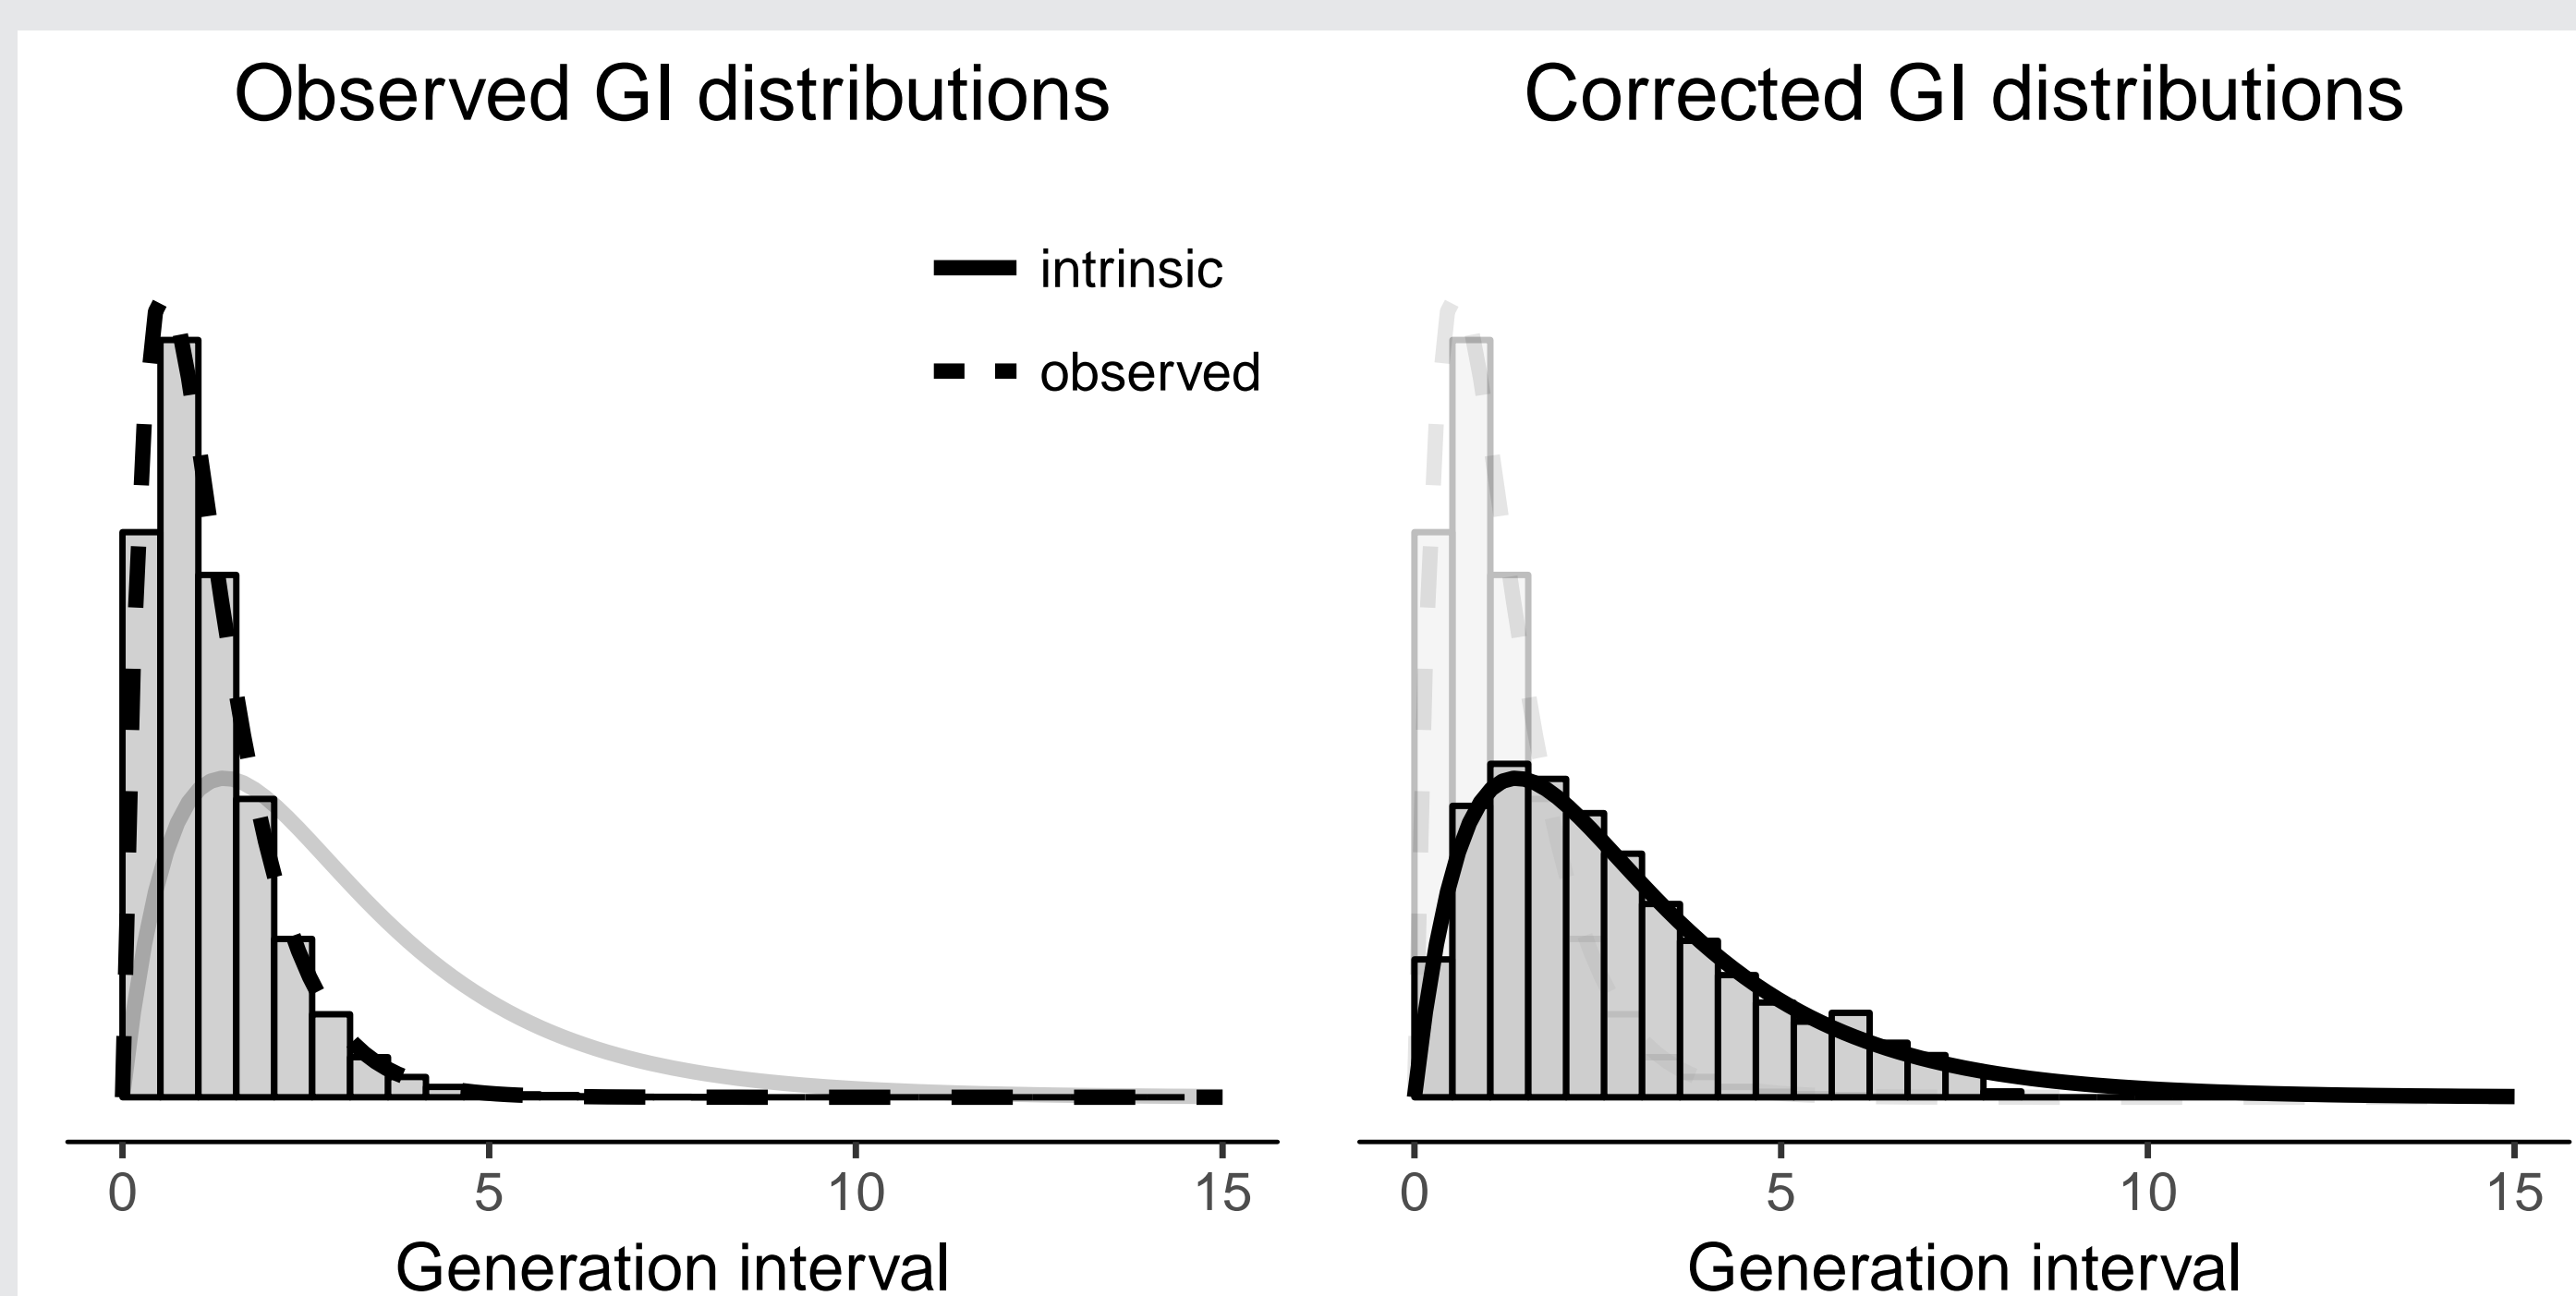 Observed GI distributions
intrinsic
observed
0 5 10 15
Generation interval
Corrected GI distributions
0 5 10 15
Generation interval